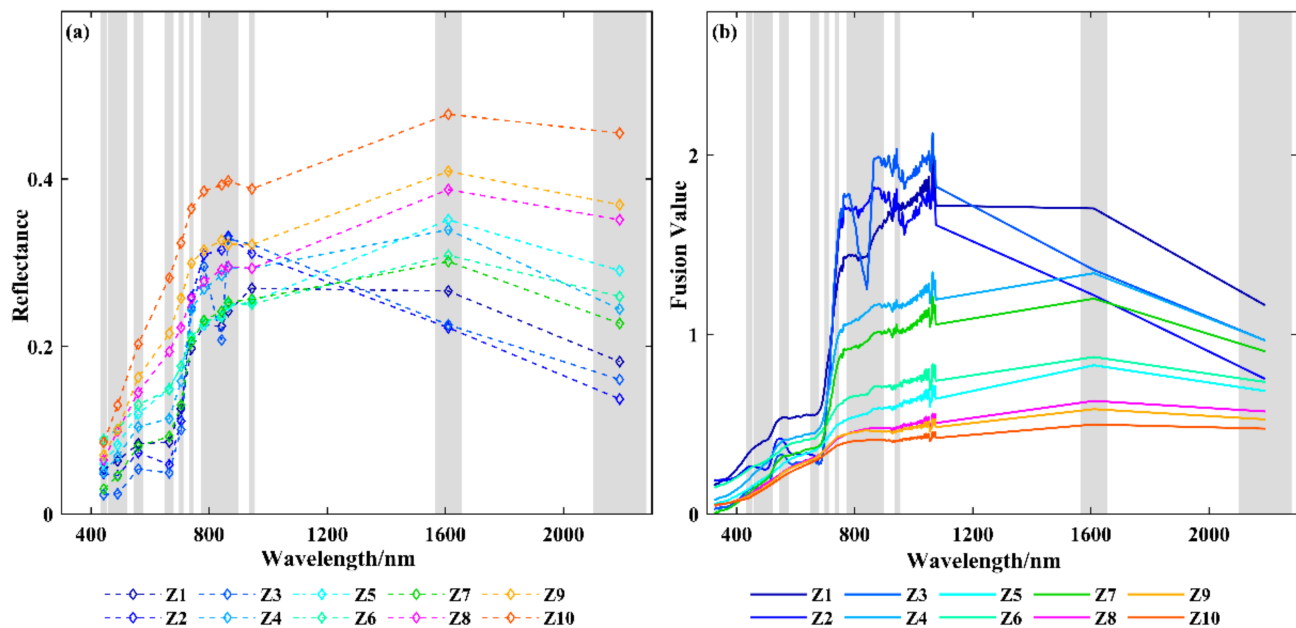 (a)
Reflectance
0.4
0.2
0
400 800 1200 1600 2000
Wavelength/nm
Z1 Z3 Z5 Z7 Z9
Z2 Z4 Z6 Z8 Z10
(b)
Fusion Value
2
1
0
400 800 1200 1600 2000
Wavelength/nm
Z1 Z3 Z5 Z7 Z9
Z2 Z4 Z6 Z8 Z10